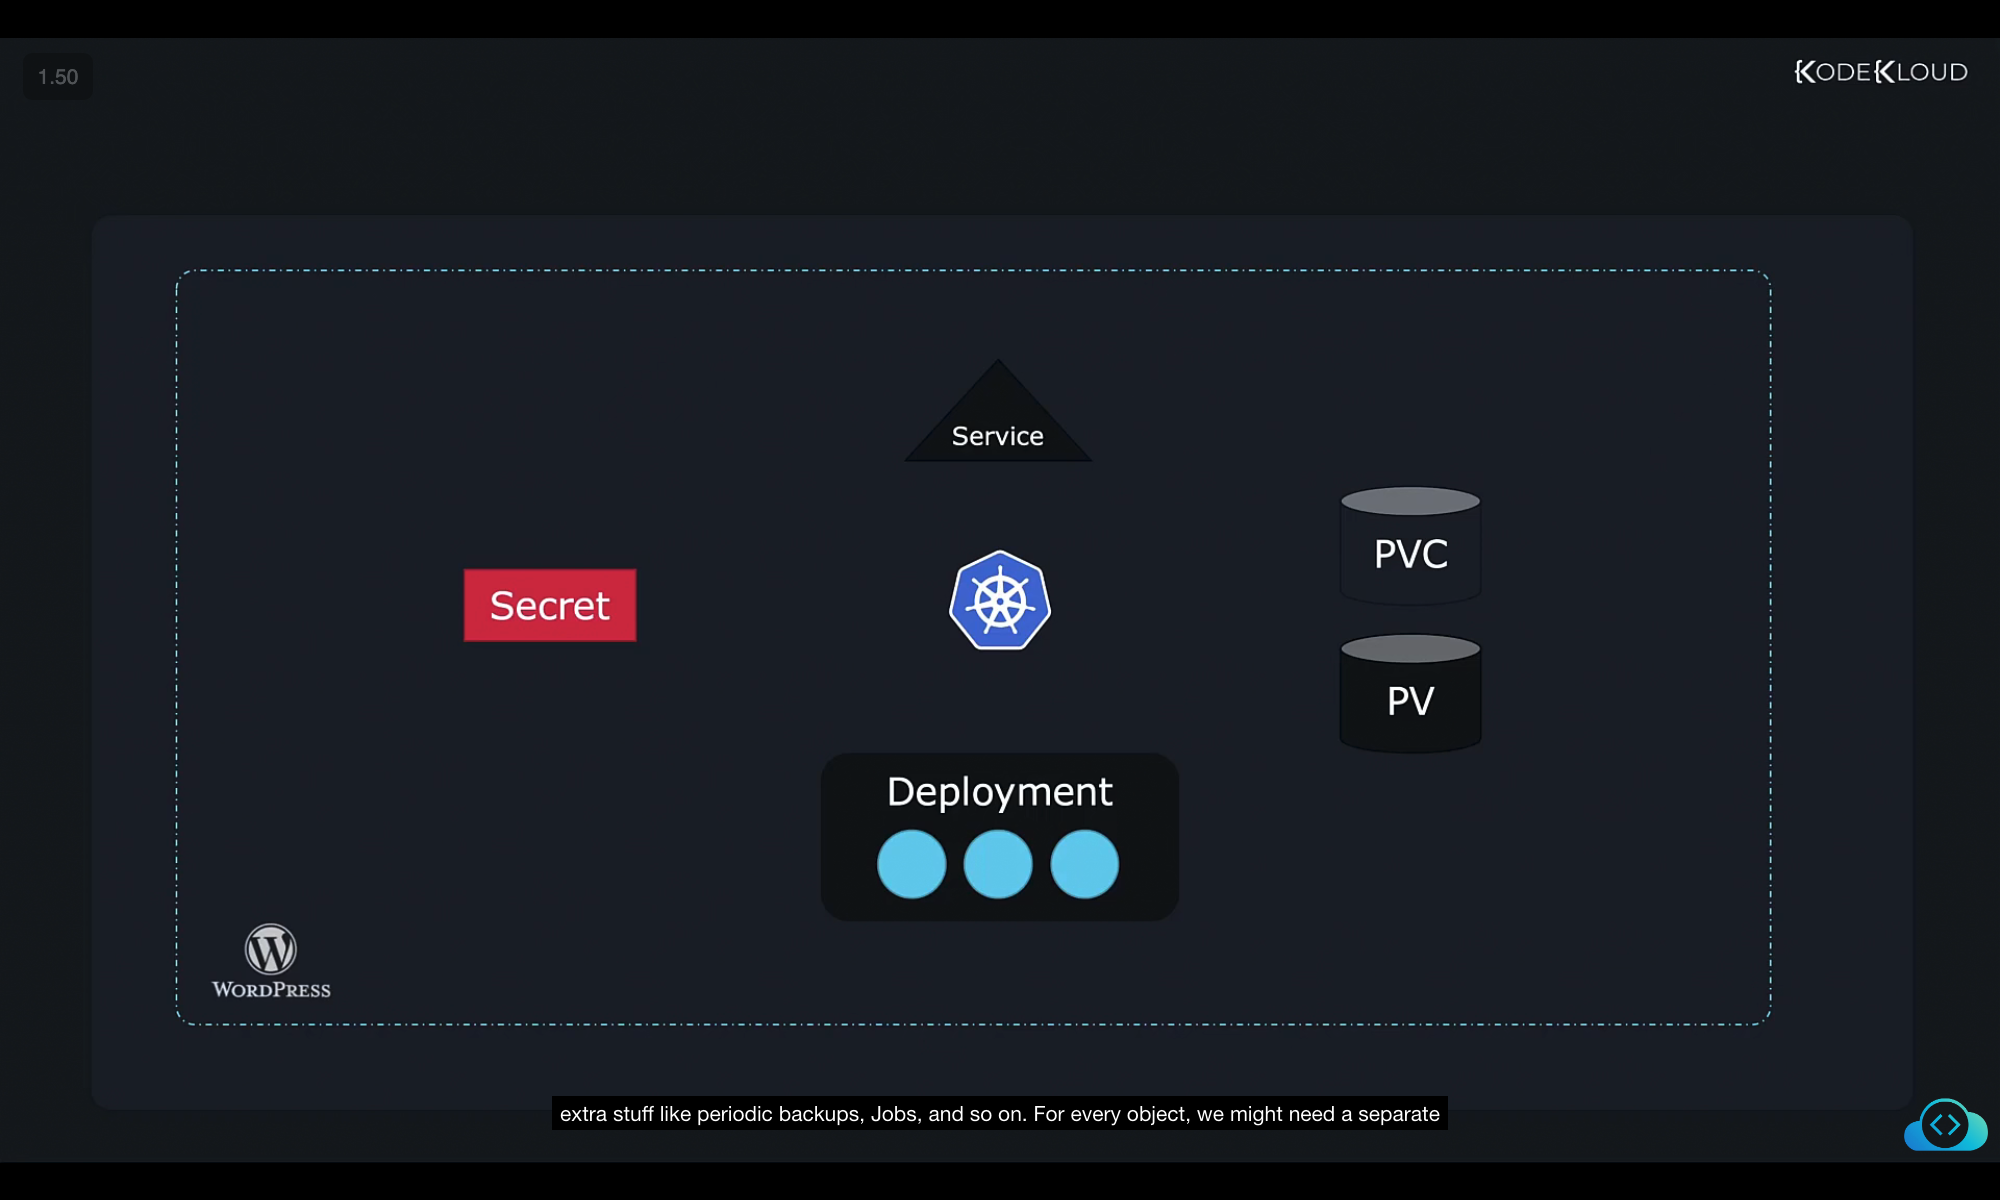 1.50
KODEKLOUD
Service
PVC
Secret
PV
Deployment
WORDPRESS
extra stuff like periodic backups, Jobs, and so on. For every object, we might need a separate